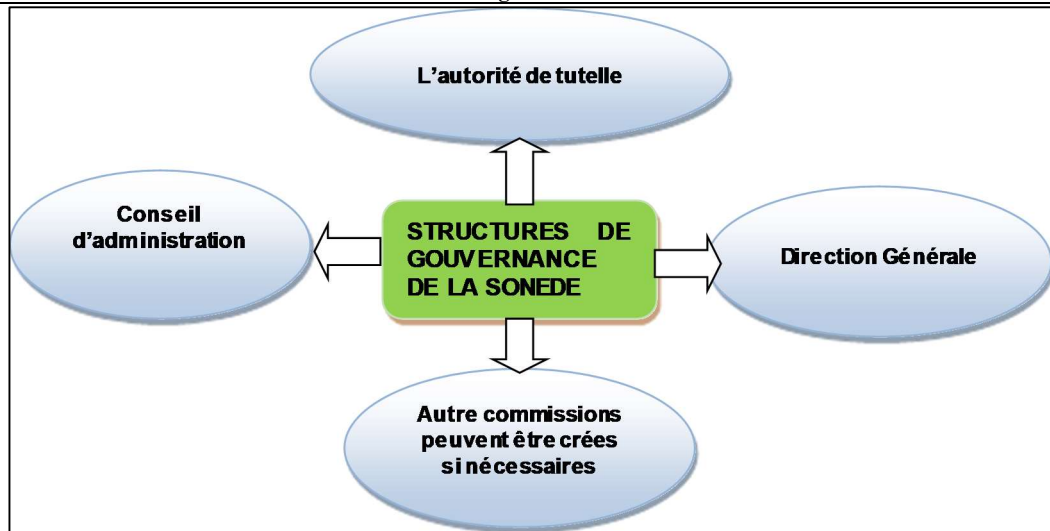 L'autorité de tutelle
Conseil
d'administration
STRUCTURES DE
GOUVERNANCE
DE LA SONEDE
Direction Générale
Autre commissions
peuvent être crées
si nécessaires